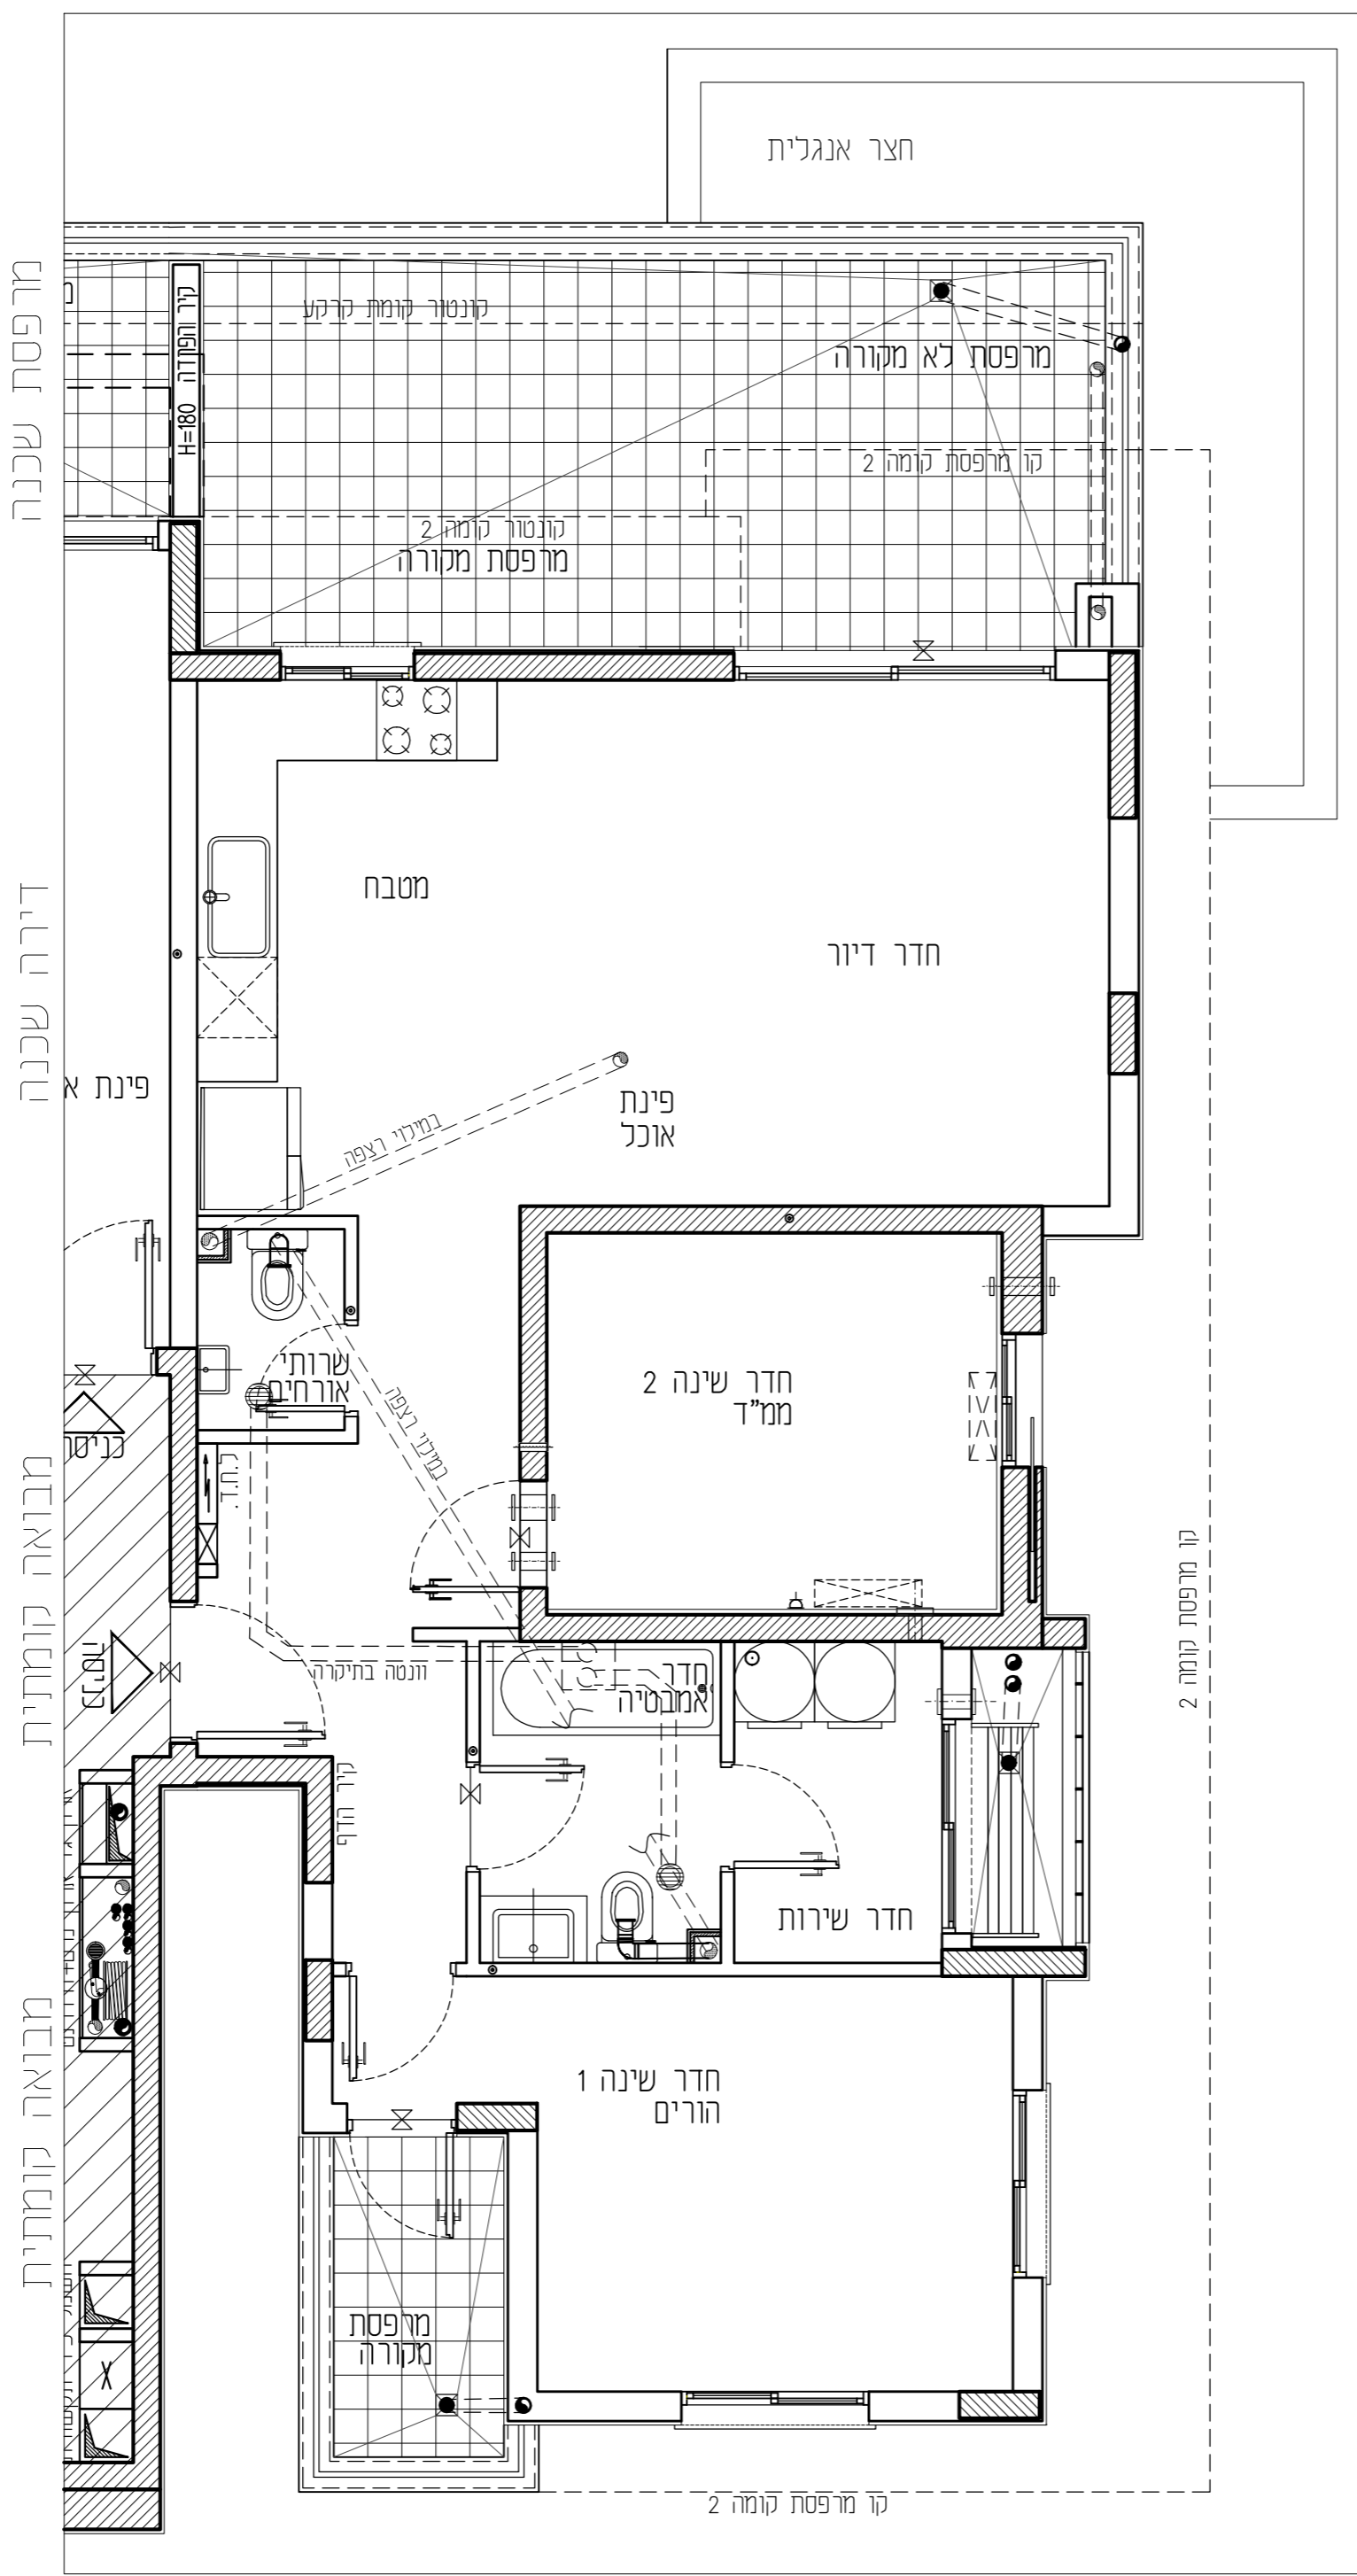 חצר אנגלית
מרפסת שכנה
קיר הפרדה H=180
קונטור קומת קרקע
מרפסת לא מקורה
קו מרפסת קומה 2
קונטור קומה 2
מרפסת מקורה
דירה שכנה
מטבח
חדר דיור
פינת א
פינת
אוכל
במילוי רצפה
שרותי
אורחים
במילוי רצפה
חדר שינה 2
ממ"ד
כניסה
ל.ח.ד.
מבואה קומתית
כניסה
וונטה בתיקרה
חדר
אמבטיה
קו מרפסת קומה 2
קיר הדף
חדר שירות
מבואה קומתית
חדר שינה 1
הורים
מרפסת
מקורה
קו מרפסת קומה 2